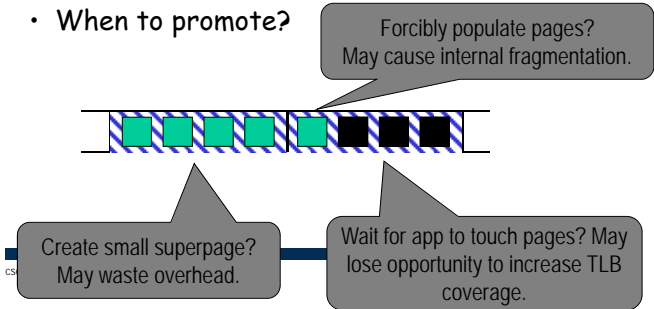 • When to promote?
Forcibly populate pages?
May cause internal fragmentation.
Create small superpage?
May waste overhead.
Wait for app to touch pages? May
lose opportunity to increase TLB
coverage.